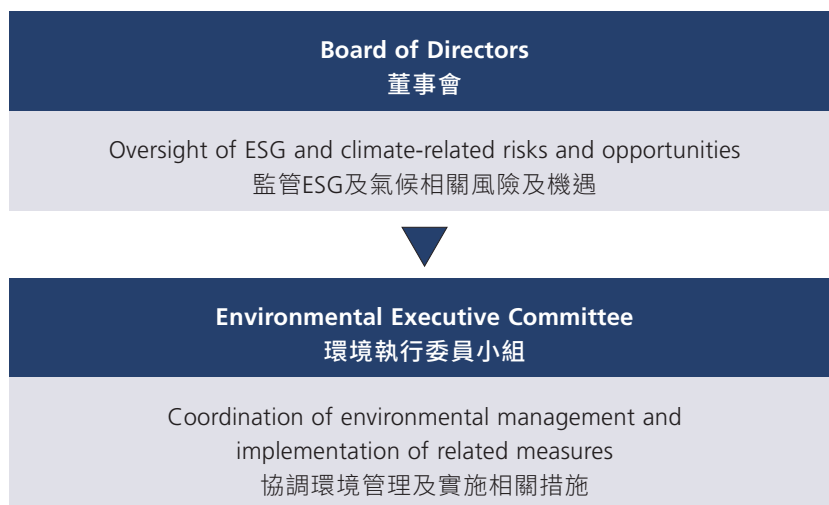 Board of Directors
董事會
Oversight of ESG and climate-related risks and opportunities
監管ESG及氣候相關風險及機遇
Environmental Executive Committee
環境執行委員小組
Coordination of environmental management and
implementation of related measures
協調環境管理及實施相關措施